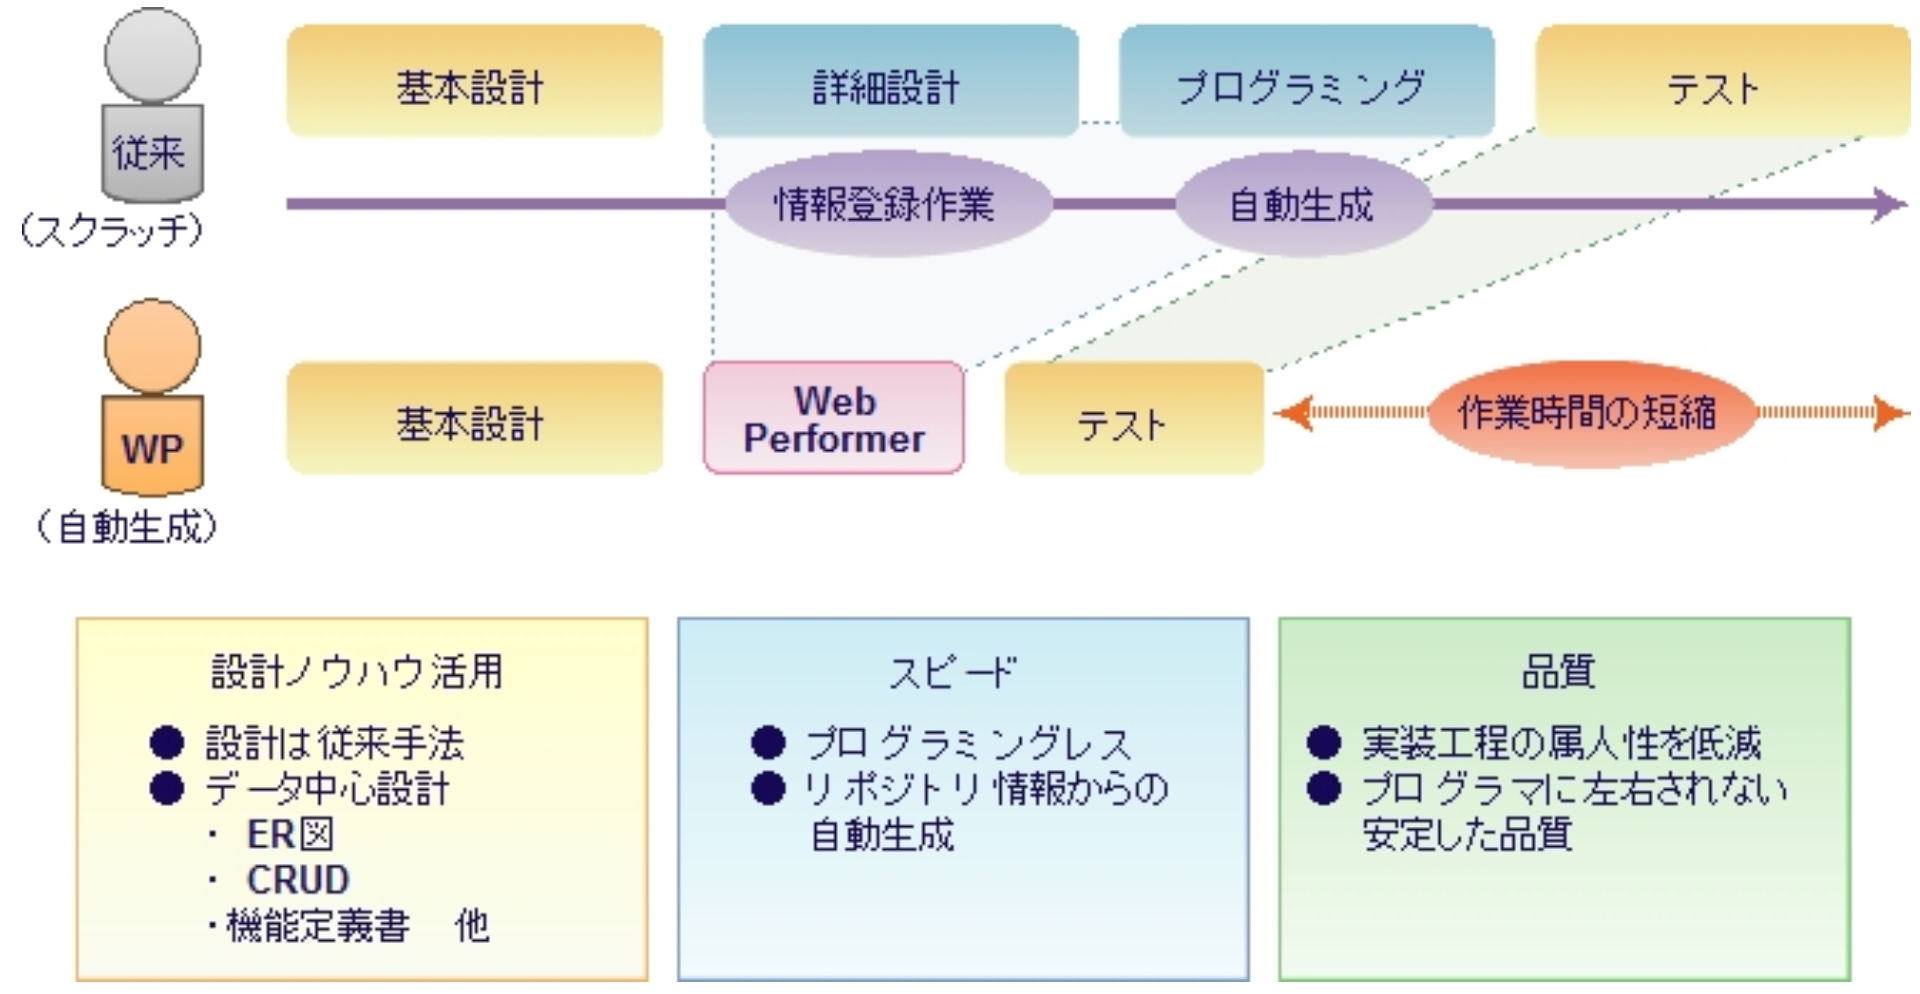 基本設計
詳細設計
プログラミング
テスト
従来
(スクラッチ)
情報登録作業
自動生成
基本設計
Web
Performer
テスト
作業時間の短縮
WP
(自動生成)
設計ノウハウ活用
● 設計は従来手法
● データ中心設計
・ ER図
・ CRUD
・機能定義書 他
スピード
● プログラミングレス
● リポジトリ情報からの
自動生成
品質
● 実装工程の属人性を低減
● プログラマに左右されない
安定した品質